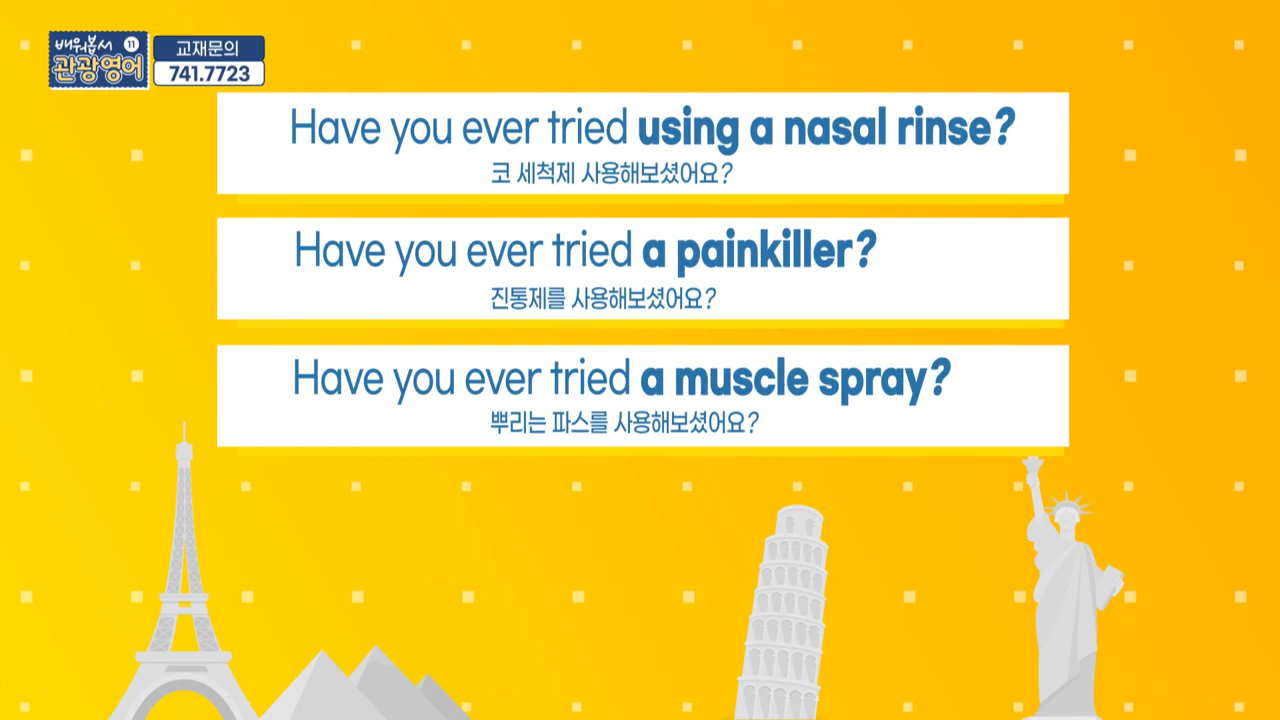 배워봅서 11
관광영어
교재문의
741.7723
Have you ever tried using a nasal rinse?
코 세척제 사용해보셨어요?
Have you ever tried a painkiller?
진통제를 사용해보셨어요?
Have you ever tried a muscle spray?
뿌리는 파스를 사용해보셨어요?